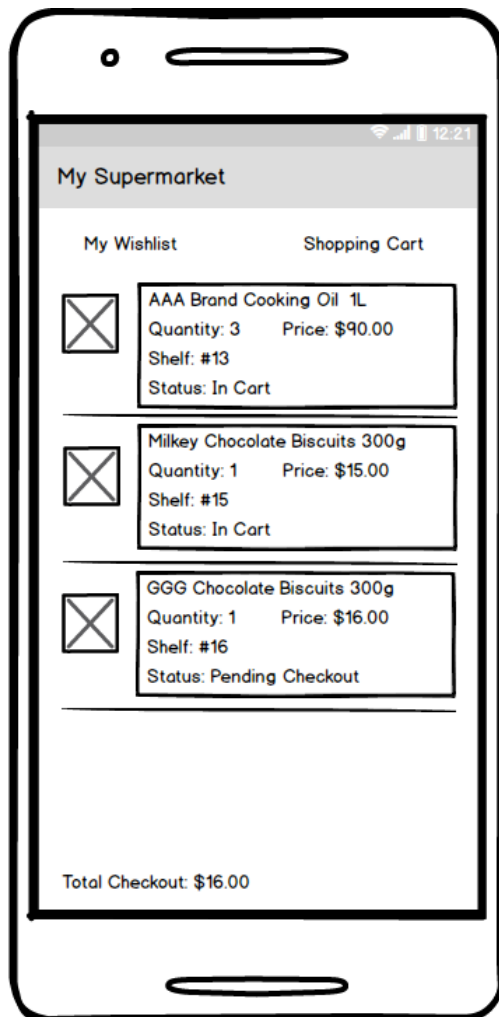 12:21
My Supermarket
My Wishlist Shopping Cart
AAA Brand Cooking Oil 1L
Quantity: 3 Price: $90.00
Shelf: #13
Status: In Cart
Milkey Chocolate Biscuits 300g
Quantity: 1 Price: $15.00
Shelf: #15
Status: In Cart
GGG Chocolate Biscuits 300g
Quantity: 1 Price: $16.00
Shelf: #16
Status: Pending Checkout
Total Checkout: $16.00